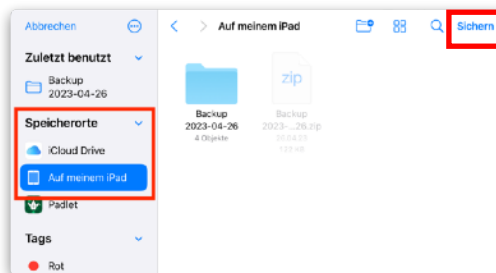 Abbrechen
Auf meinem iPad
Sichern
Zuletzt benutzt
Backup
2023-04-26
Speicherorte
iCloud Drive
Auf meinem iPad
Padlet
Tags
Rot
zip
Backup
2023-04-26
4 Objekte
Backup
2023-...26.zip